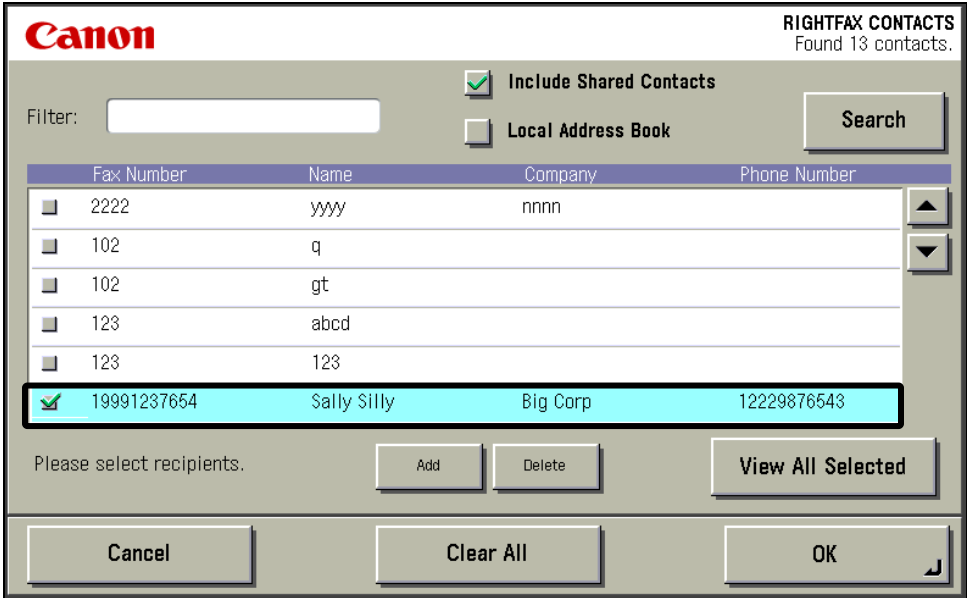 Canon
RIGHTFAX CONTACTS
Found 13 contacts.
Include Shared Contacts
Filter:
Local Address Book
Search
Fax Number Name Company Phone Number
2222 yyyy nnnn
102 q
102 gt
123 abcd
123 123
19991237654 Sally Silly Big Corp 12229876543
Please select recipients. Add Delete View All Selected
Cancel Clear All OK